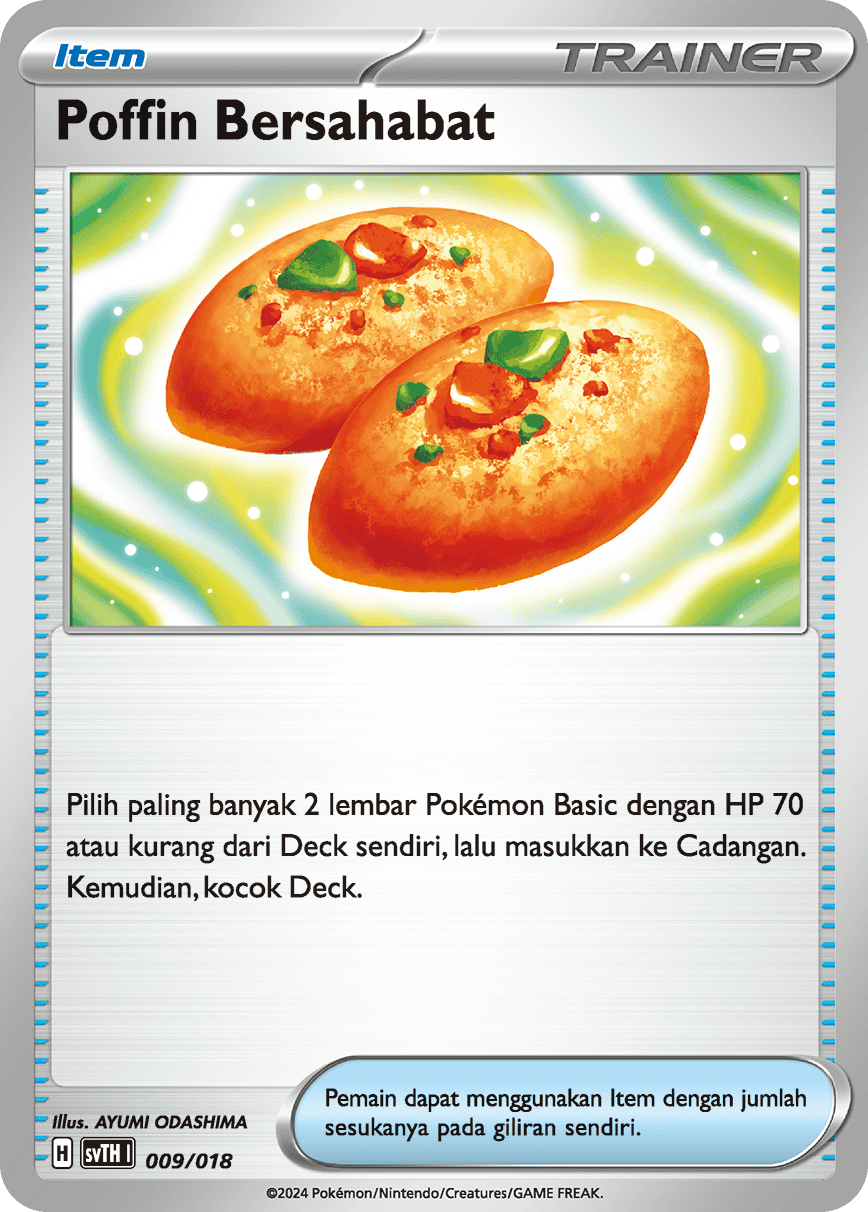 Item
TRAINER
Poffin Bersahabat
Pilih paling banyak 2 lembar Pokémon Basic dengan HP 70
atau kurang dari Deck sendiri, lalu masukkan ke Cadangan.
Kemudian, kocok Deck.
Pemain dapat menggunakan Item dengan jumlah
sesukanya pada giliran sendiri.
Illus. AYUMI ODASHIMA
H svTH I 009/018
©2024 Pokémon/Nintendo/Creatures/GAME FREAK.